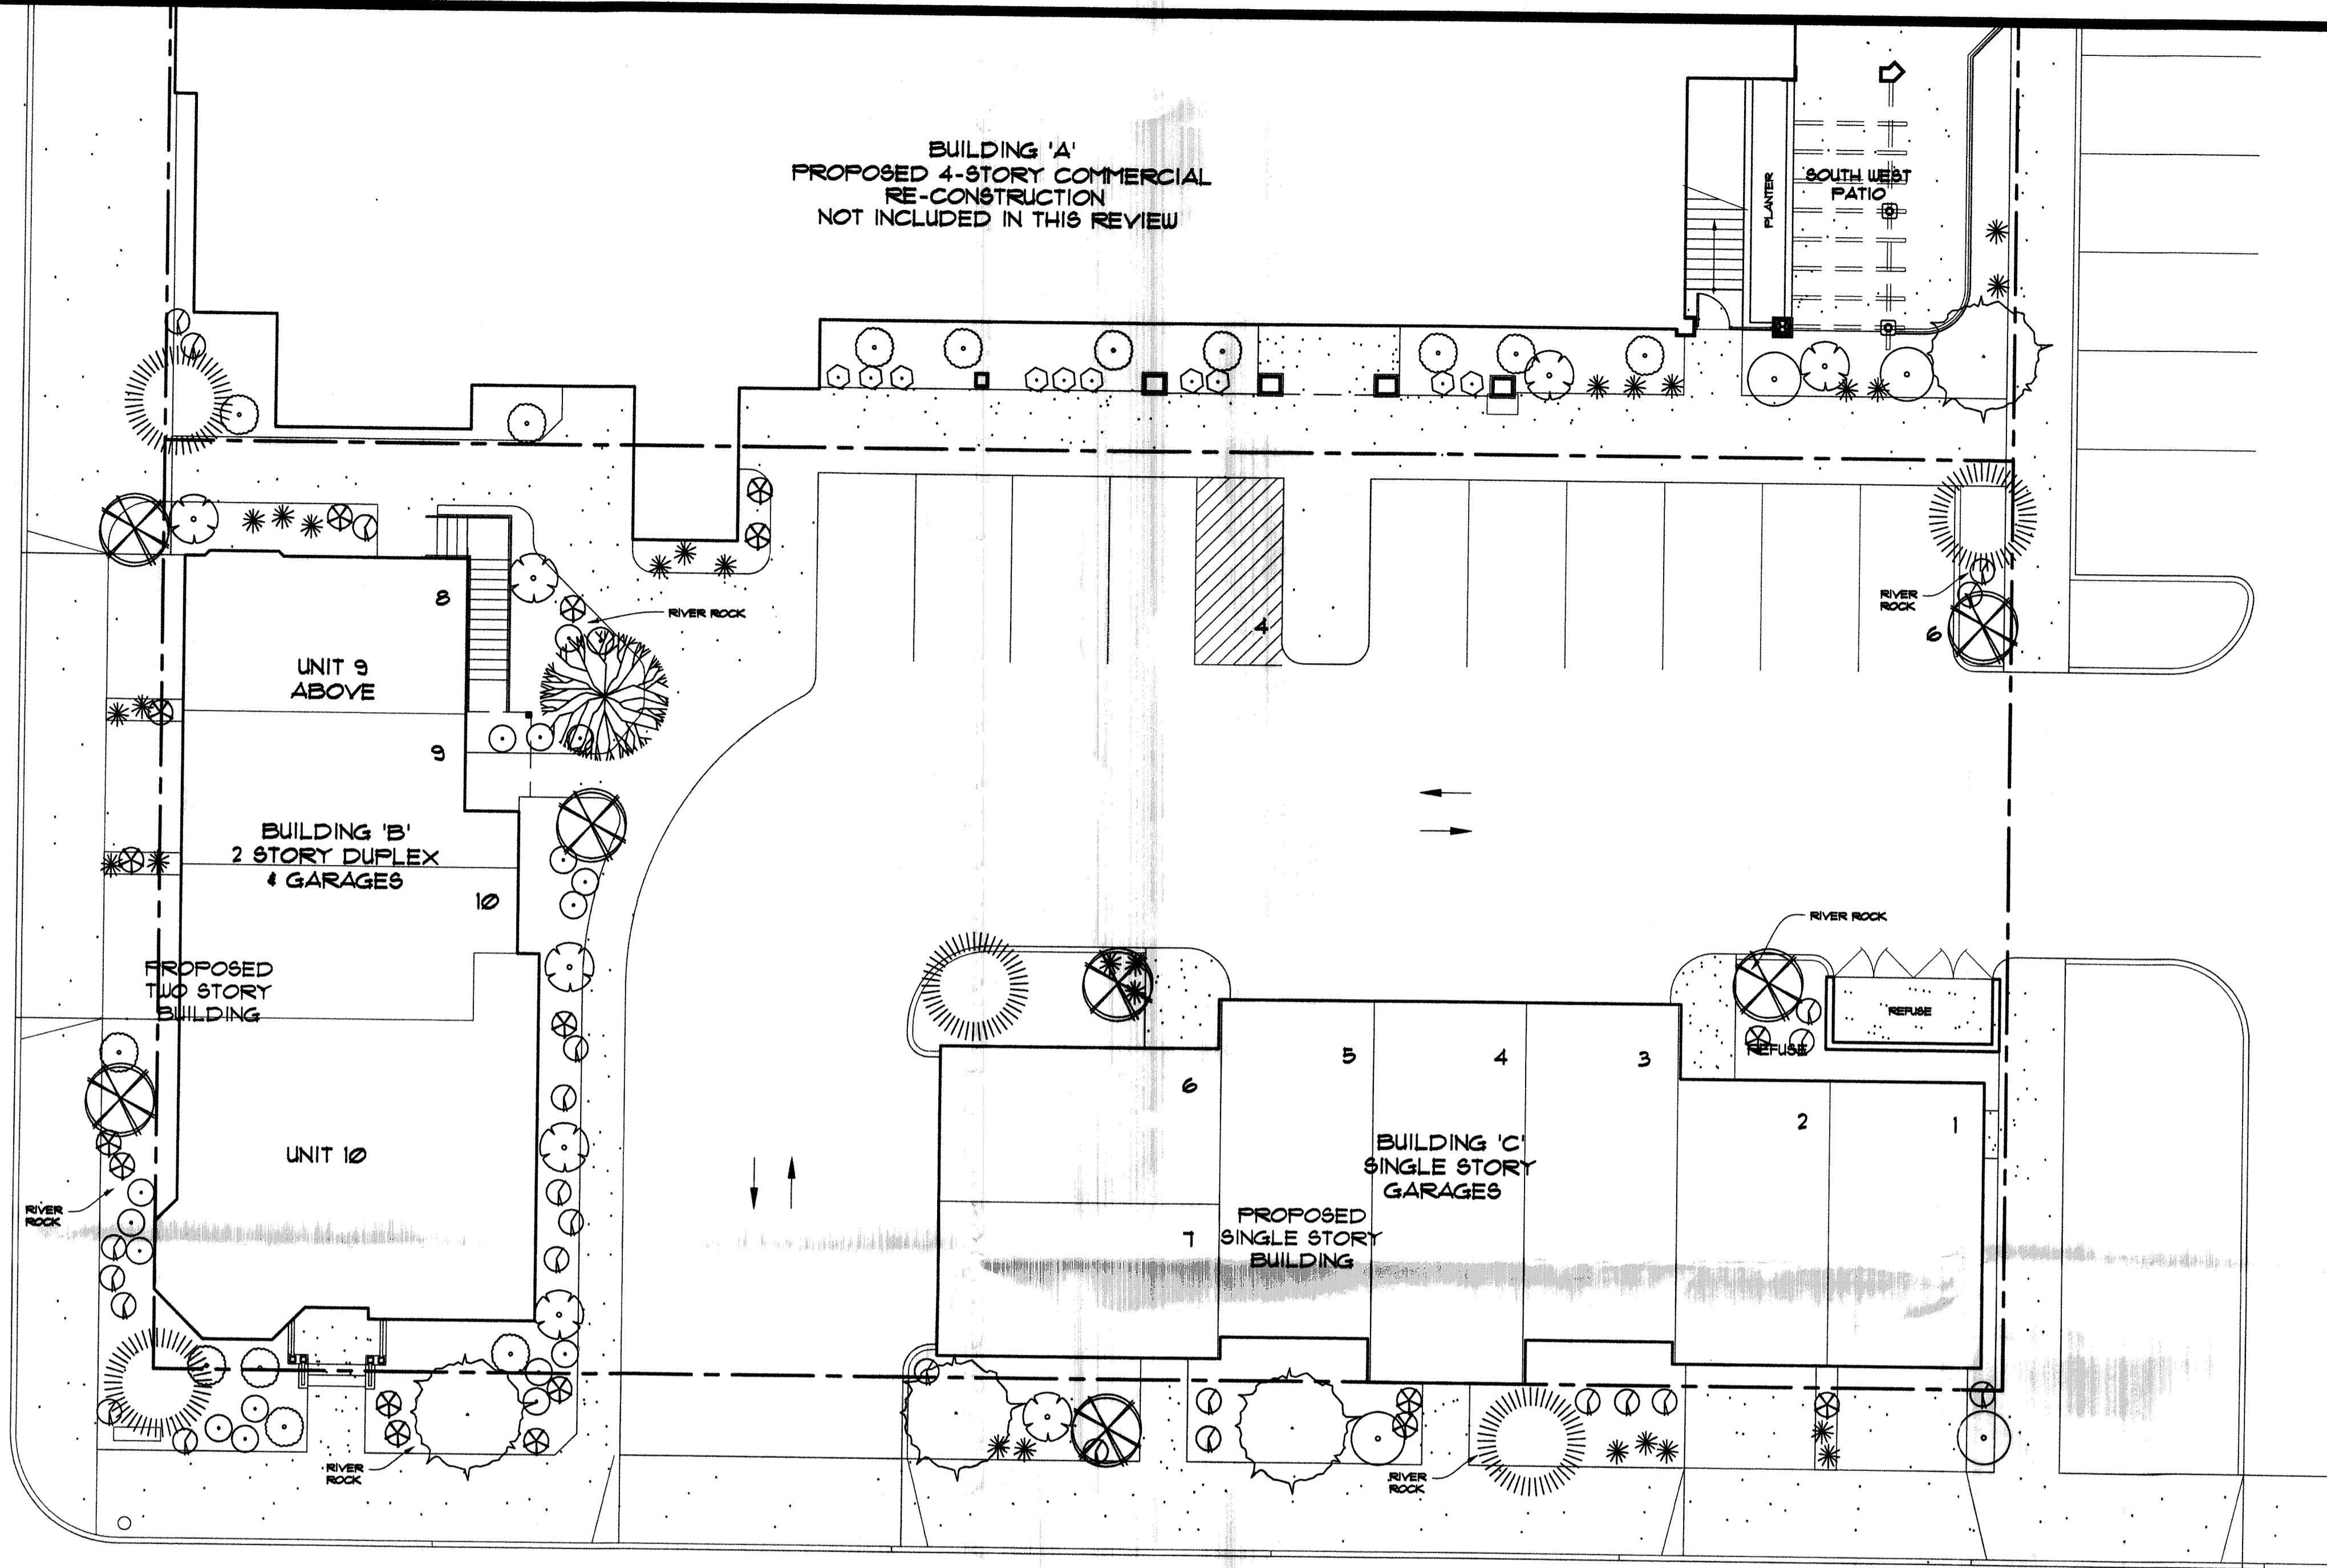 BUILDING 'A'
PROPOSED 4-STORY COMMERCIAL
RE-CONSTRUCTION
NOT INCLUDED IN THIS REVIEW
PLANTER
SOUTH WEST
PATIO
8
RIVER ROCK
4
RIVER
ROCK
6
UNIT 9
ABOVE
9
BUILDING 'B'
2 STORY DUPLEX
& GARAGES
10
RIVER ROCK
PROPOSED
TWO STORY
BUILDING
REFUSE
REFUSE
5
4
3
6
2
1
UNIT 10
BUILDING 'C'
SINGLE STORY
GARAGES
RIVER
ROCK
7
PROPOSED
SINGLE STORY
BUILDING
RIVER
ROCK
RIVER
ROCK